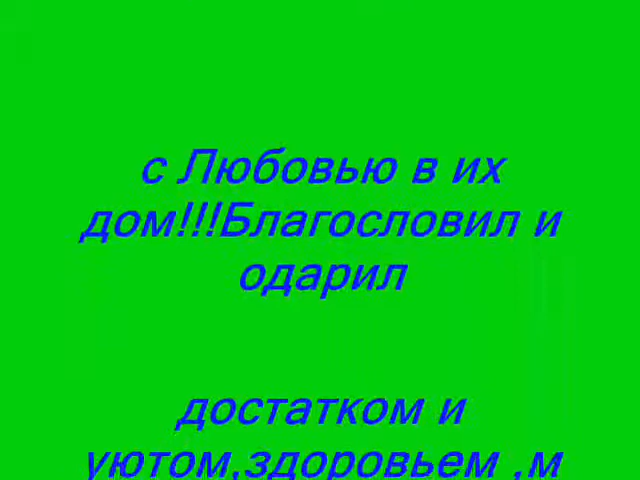 с Любовью в их
дом!!!Благословил и
одарил
достатком и
уютом,здоровьем ,м